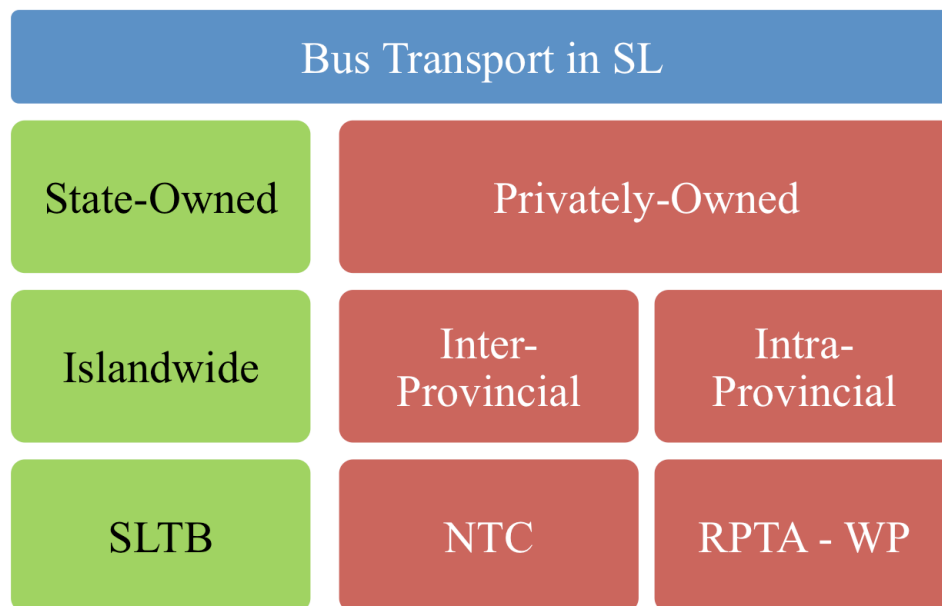 Bus Transport in SL
State-Owned
Privately-Owned
Islandwide
Inter-
Provincial
Intra-
Provincial
SLTB
NTC
RPTA - WP